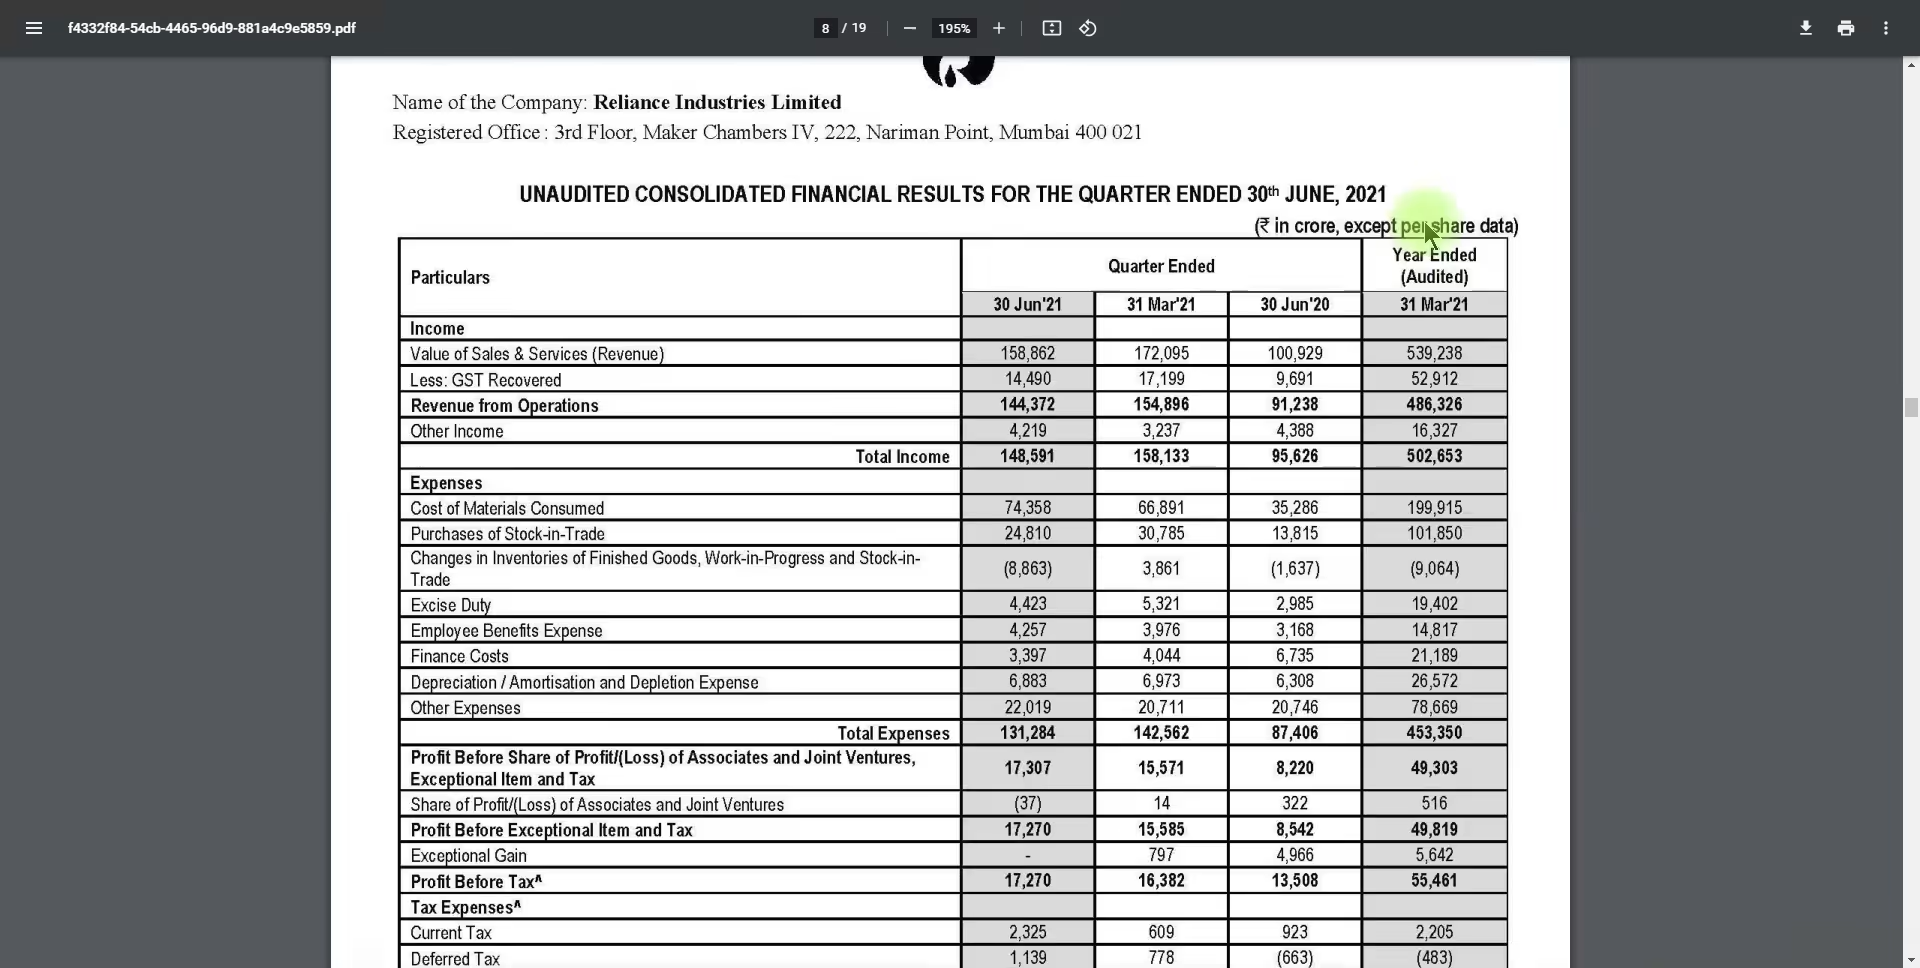 f4332f84-54cb-4465-96d9-881a4c9e5859.pdf 8 / 19 195%
Name of the Company: Reliance Industries Limited
Registered Office : 3rd Floor, Maker Chambers IV, 222, Nariman Point, Mumbai 400 021
UNAUDITED CONSOLIDATED FINANCIAL RESULTS FOR THE QUARTER ENDED 30th JUNE, 2021
(₹ in crore, except per share data)
Particulars Quarter Ended Year Ended
(Audited)
30 Jun'21 31 Mar'21 30 Jun'20 31 Mar'21
Income
Value of Sales & Services (Revenue) 158,862 172,095 100,929 539,238
Less: GST Recovered 14,490 17,199 9,691 52,912
Revenue from Operations 144,372 154,896 91,238 486,326
Other Income 4,219 3,237 4,388 16,327
Total Income 148,591 158,133 95,626 502,653
Expenses
Cost of Materials Consumed 74,358 66,891 35,286 199,915
Purchases of Stock-in-Trade 24,810 30,785 13,815 101,850
Changes in Inventories of Finished Goods, Work-in-Progress and Stock-in-
Trade (8,863) 3,861 (1,637) (9,064)
Excise Duty 4,423 5,321 2,985 19,402
Employee Benefits Expense 4,257 3,976 3,168 14,817
Finance Costs 3,397 4,044 6,735 21,189
Depreciation / Amortisation and Depletion Expense 6,883 6,973 6,308 26,572
Other Expenses 22,019 20,711 20,746 78,669
Total Expenses 131,284 142,562 87,406 453,350
Profit Before Share of Profit/(Loss) of Associates and Joint Ventures,
Exceptional Item and Tax 17,307 15,571 8,220 49,303
Share of Profit/(Loss) of Associates and Joint Ventures (37) 14 322 516
Profit Before Exceptional Item and Tax 17,270 15,585 8,542 49,819
Exceptional Gain - 797 4,966 5,642
Profit Before Tax^ 17,270 16,382 13,508 55,461
Tax Expenses^
Current Tax 2,325 609 923 2,205
Deferred Tax 1,139 778 (663) (483)